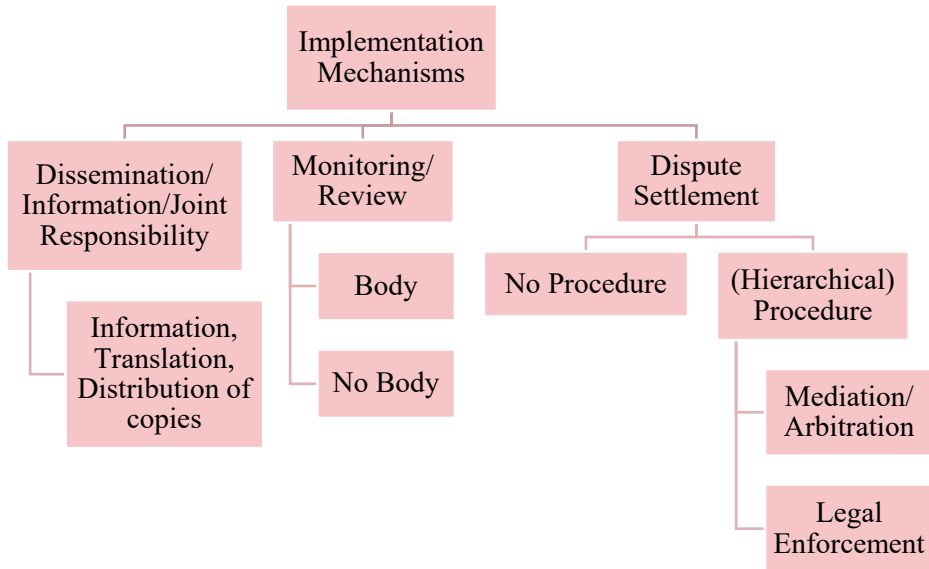 Implementation
Mechanisms
Dissemination/
Information/Joint
Responsibility
Monitoring/
Review
Dispute
Settlement
Information,
Translation,
Distribution of
copies
Body
No Body
No Procedure
(Hierarchical)
Procedure
Mediation/
Arbitration
Legal
Enforcement